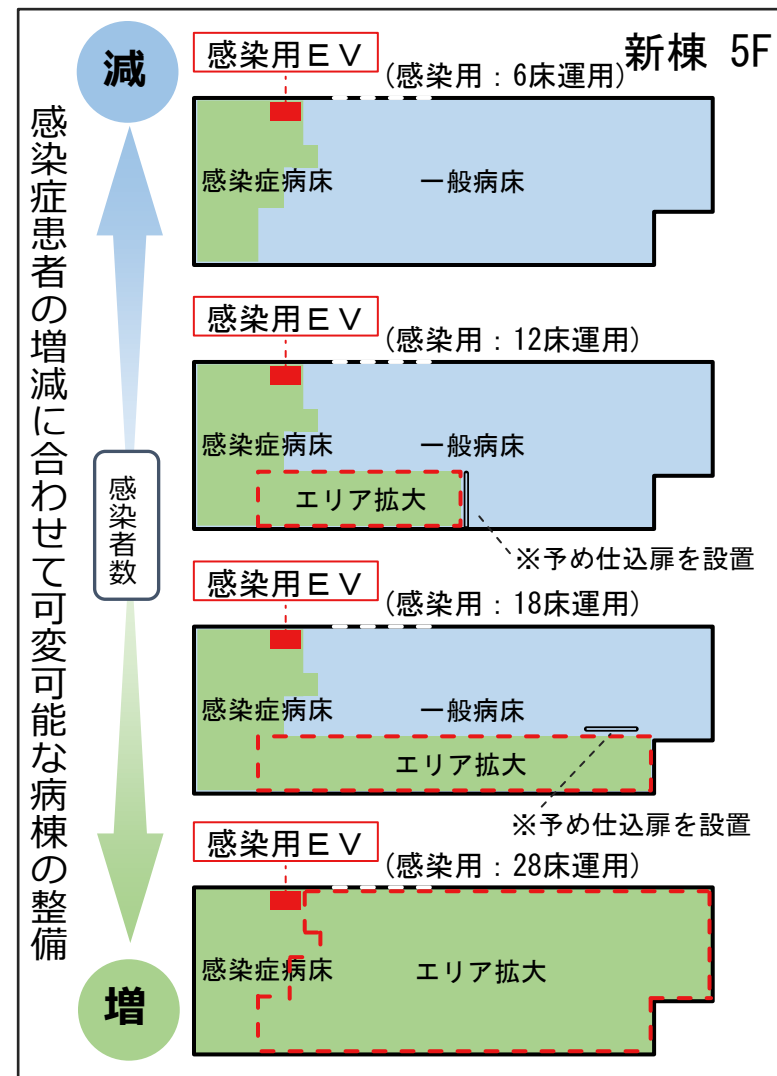 新棟 5F
感染症患者の増減に合わせて可変可能な病棟の整備
減
感染者数
増
感染用ＥＶ
(感染用：6床運用)
感染症病床
一般病床
感染用ＥＶ
(感染用：12床運用)
感染症病床
一般病床
エリア拡大
※予め仕込扉を設置
感染用ＥＶ
(感染用：18床運用)
感染症病床
一般病床
エリア拡大
※予め仕込扉を設置
感染用ＥＶ
(感染用：28床運用)
感染症病床
エリア拡大